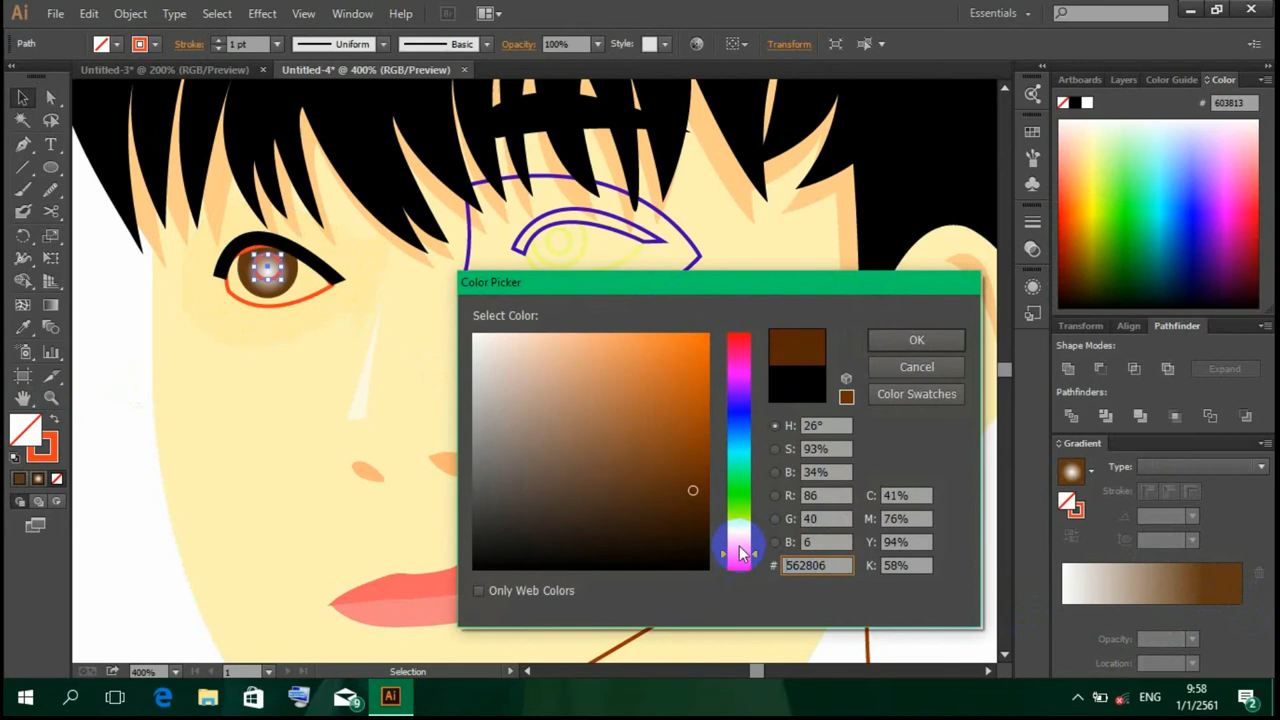 Ai File Edit Object Type Select Effect View Window Help Br Essentials
Path Stroke: 1 pt Uniform Basic Opacity: 100% Style: Transform
Untitled-3* @ 200% (RGB/Preview) × Untitled-4* @ 400% (RGB/Preview) ×
Artboards Layers Color Guide Color
# 603813
Color Picker
Select Color:
OK
Cancel
Color Swatches
H: 26°
S: 93%
B: 34%
R: 86 C: 41%
G: 40 M: 76%
B: 6 Y: 94%
# 562806 K: 58%
Only Web Colors
Transform Align Pathfinder
Shape Modes:
Expand
Pathfinders:
Gradient
Type:
Stroke:
Opacity:
Location:
400% 1 Selection
9 Ai ENG 9:58
1/1/2561 2